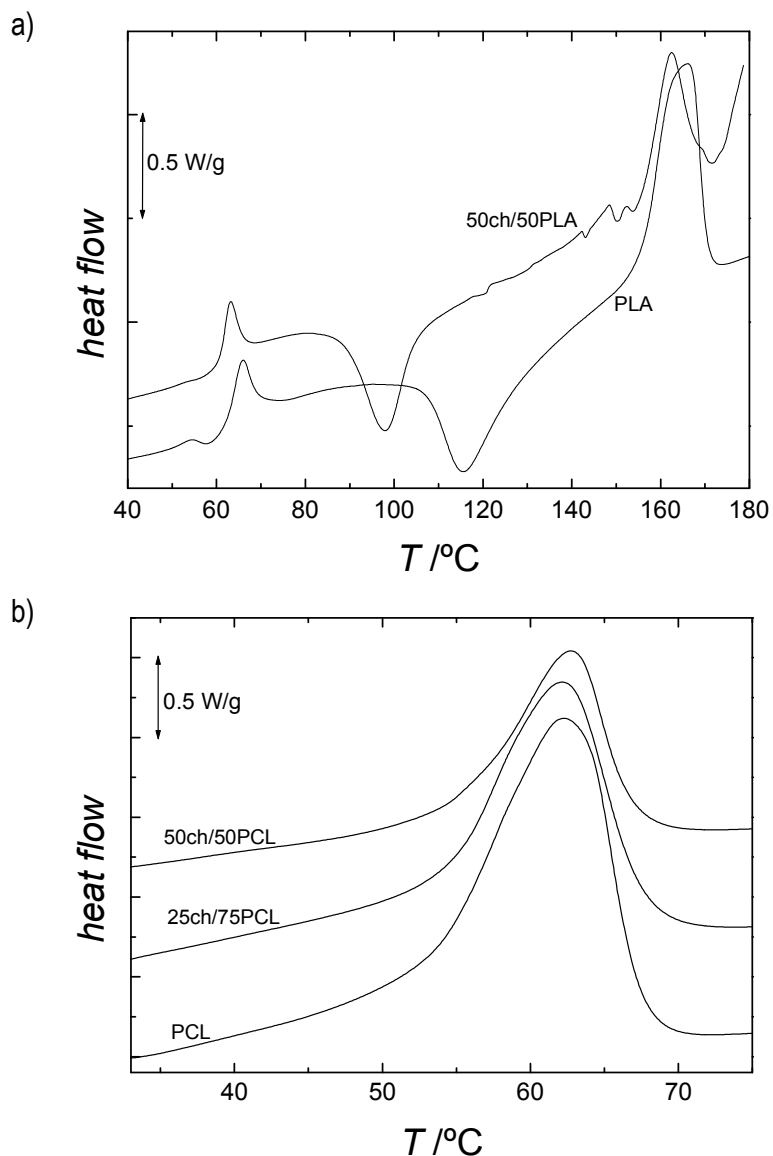 a)
0.5 W/g
50ch/50PLA
PLA
heat flow
40 60 80 100 120 140 160 180
T /ºC
b)
0.5 W/g
50ch/50PCL
25ch/75PCL
PCL
heat flow
40 50 60 70
T /ºC